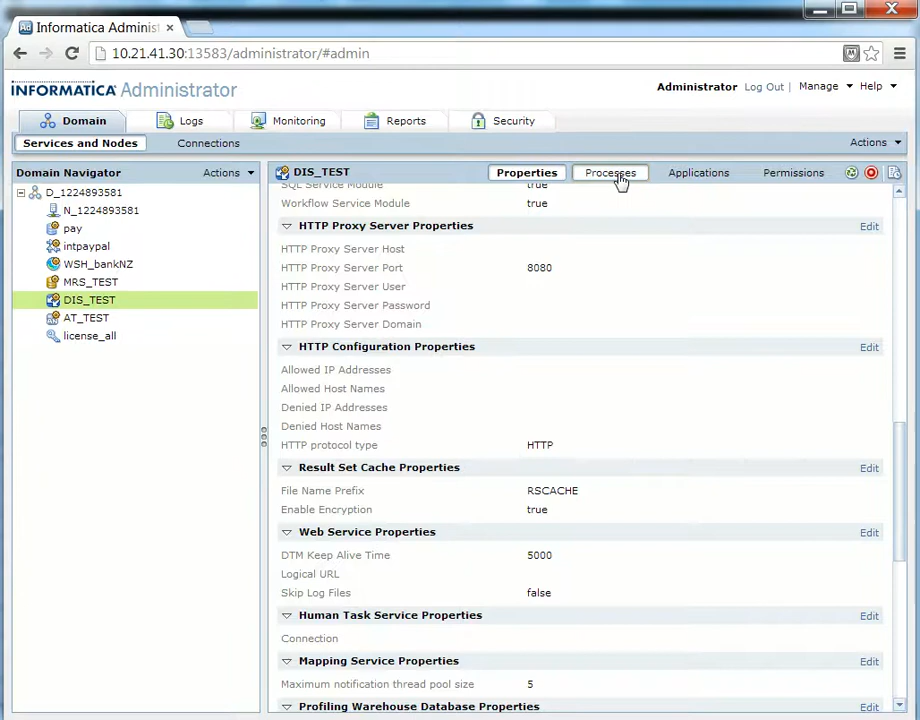 Informatica Administ
10.21.41.30:13583/administrator/#admin
INFORMATICA Administrator
Administrator Log Out Manage Help
Domain Logs Monitoring Reports Security
Services and Nodes Connections Actions
Domain Navigator Actions
D_1224893581
N_1224893581
pay
intpaypal
WSH_bankNZ
MRS_TEST
DIS_TEST
AT_TEST
license_all
DIS_TEST Properties Processes Applications Permissions
SQL Service Module true
Workflow Service Module true
HTTP Proxy Server Properties Edit
HTTP Proxy Server Host
HTTP Proxy Server Port 8080
HTTP Proxy Server User
HTTP Proxy Server Password
HTTP Proxy Server Domain
HTTP Configuration Properties Edit
Allowed IP Addresses
Allowed Host Names
Denied IP Addresses
Denied Host Names
HTTP protocol type HTTP
Result Set Cache Properties Edit
File Name Prefix RSCACHE
Enable Encryption true
Web Service Properties Edit
DTM Keep Alive Time 5000
Logical URL
Skip Log Files false
Human Task Service Properties Edit
Connection
Mapping Service Properties Edit
Maximum notification thread pool size 5
Profiling Warehouse Database Properties Edit